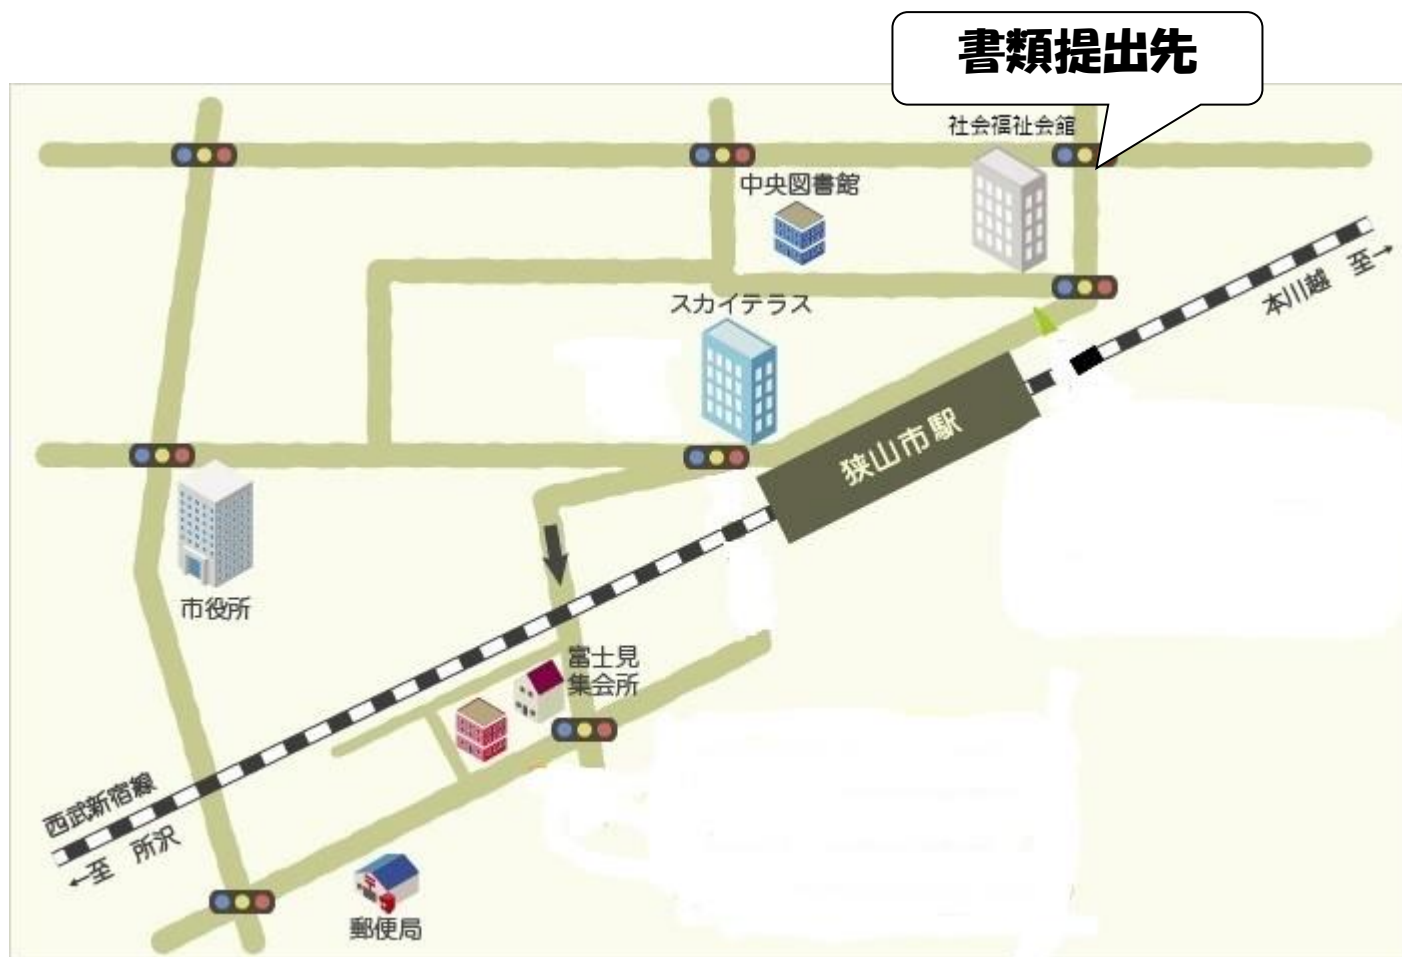 書類提出先
社会福祉会館
中央図書館
本川越 至→
スカイテラス
狭山市駅
市役所
富士見
集会所
西武新宿線
←至 所沢
郵便局